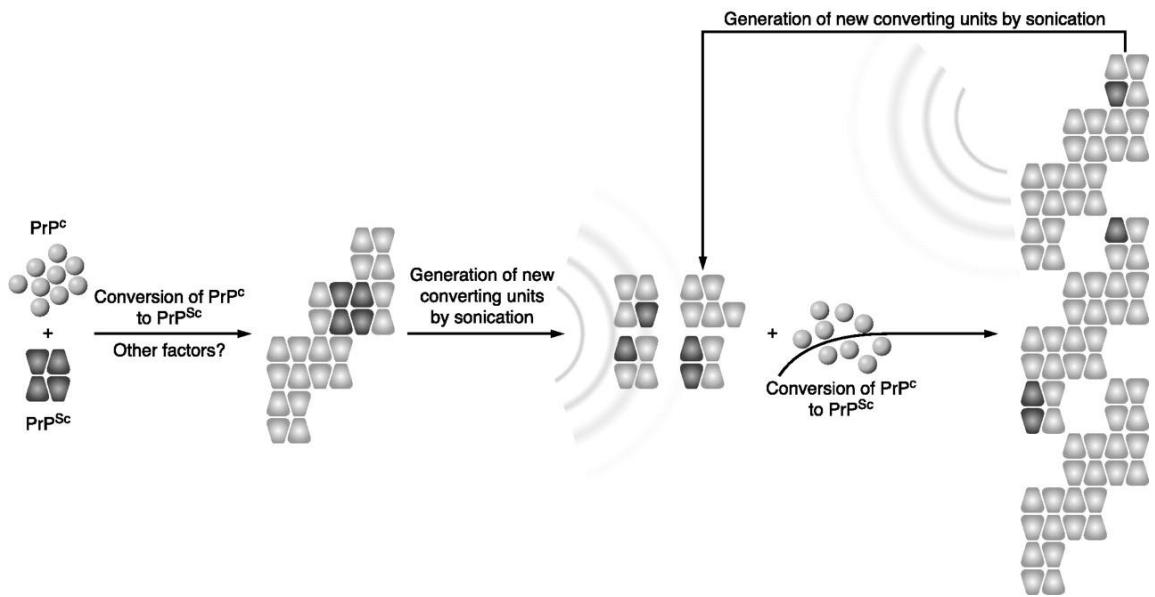 Generation of new converting units by sonication
PrPᶜ
+
PrPˢᶜ
Conversion of PrPᶜ
to PrPˢᶜ
Other factors?
Generation of new
converting units
by sonication
+
Conversion of PrPᶜ
to PrPˢᶜ